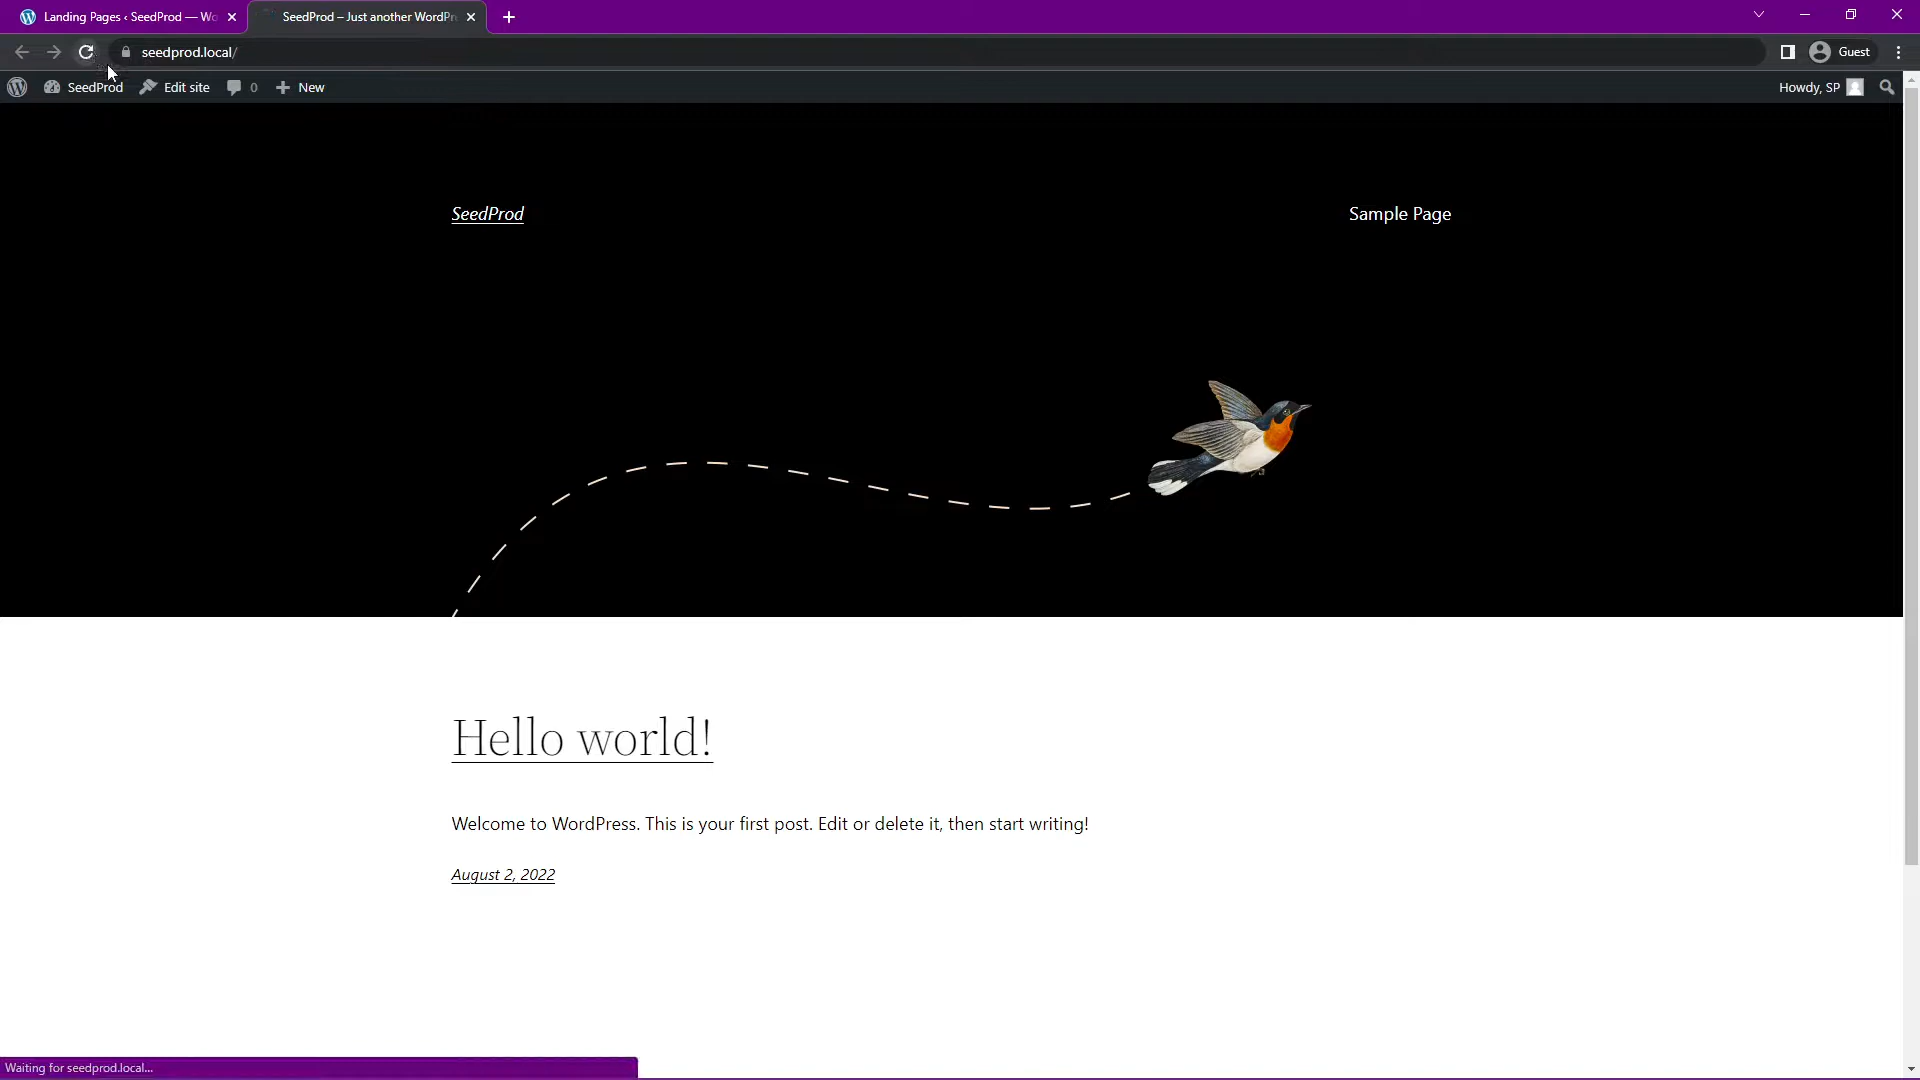 Landing Pages ‹ SeedProd — Wo
SeedProd – Just another WordPr
seedprod.local/
Guest
SeedProd
Edit site
0
New
Howdy, SP
SeedProd
Sample Page
Hello world!
Welcome to WordPress. This is your first post. Edit or delete it, then start writing!
August 2, 2022
Waiting for seedprod.local...